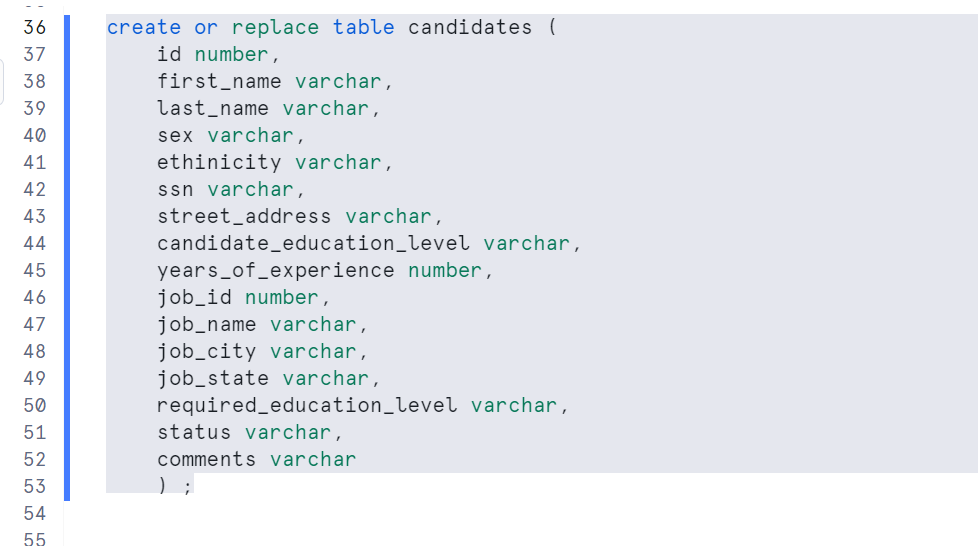 36 create or replace table candidates (
37 id number,
38 first_name varchar,
39 last_name varchar,
40 sex varchar,
41 ethinicity varchar,
42 ssn varchar,
43 street_address varchar,
44 candidate_education_level varchar,
45 years_of_experience number,
46 job_id number,
47 job_name varchar,
48 job_city varchar,
49 job_state varchar,
50 required_education_level varchar,
51 status varchar,
52 comments varchar
53 ) ;
54
55